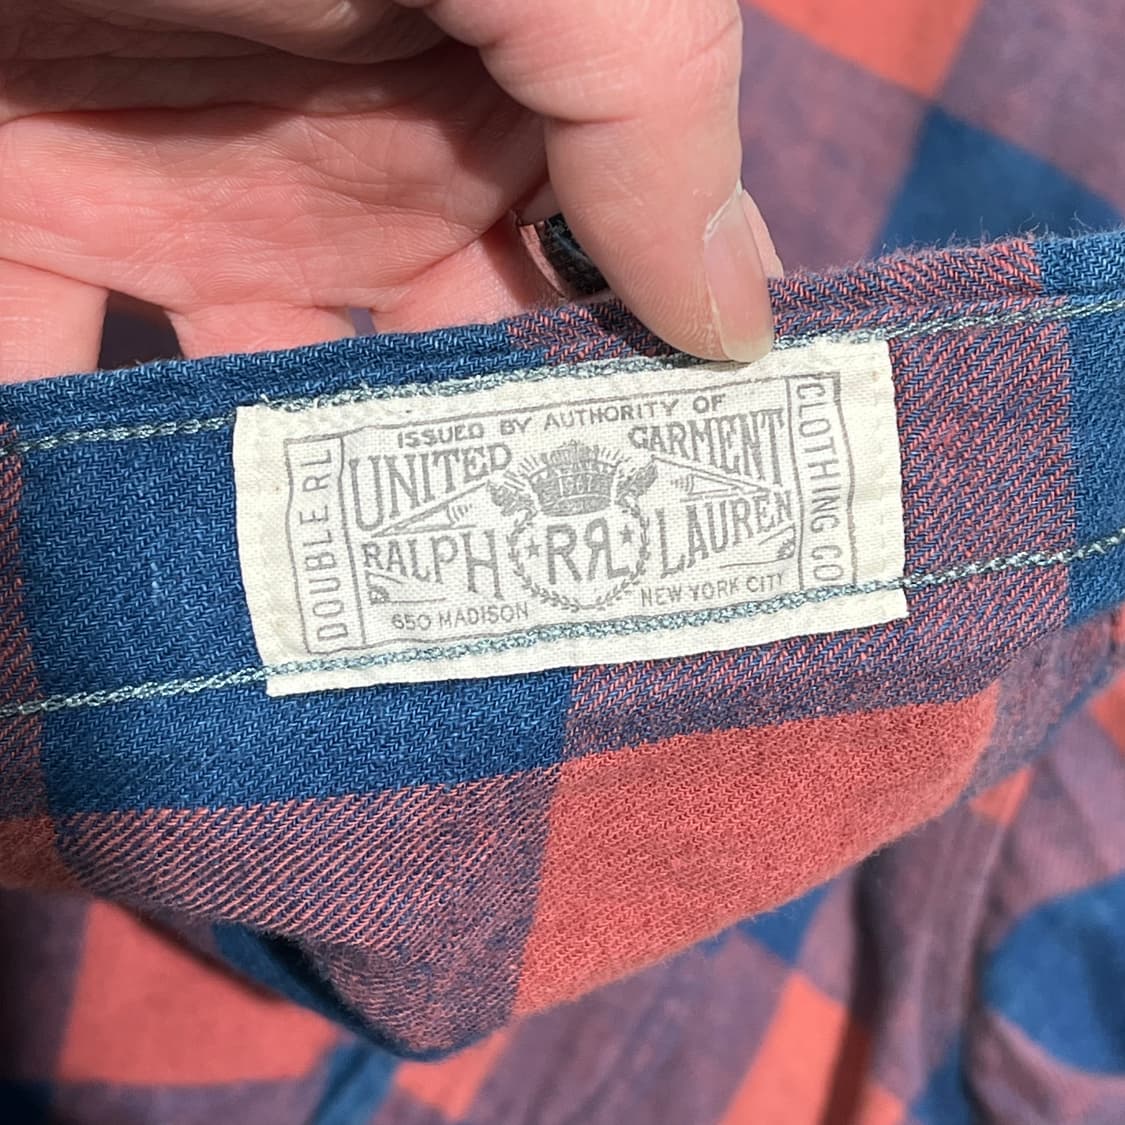 ISSUED BY AUTHORITY OF
UNITED GARMENT
RALPH LAUREN
RRL
650 MADISON NEW YORK CITY
DOUBLE RL
CLOTHING CO